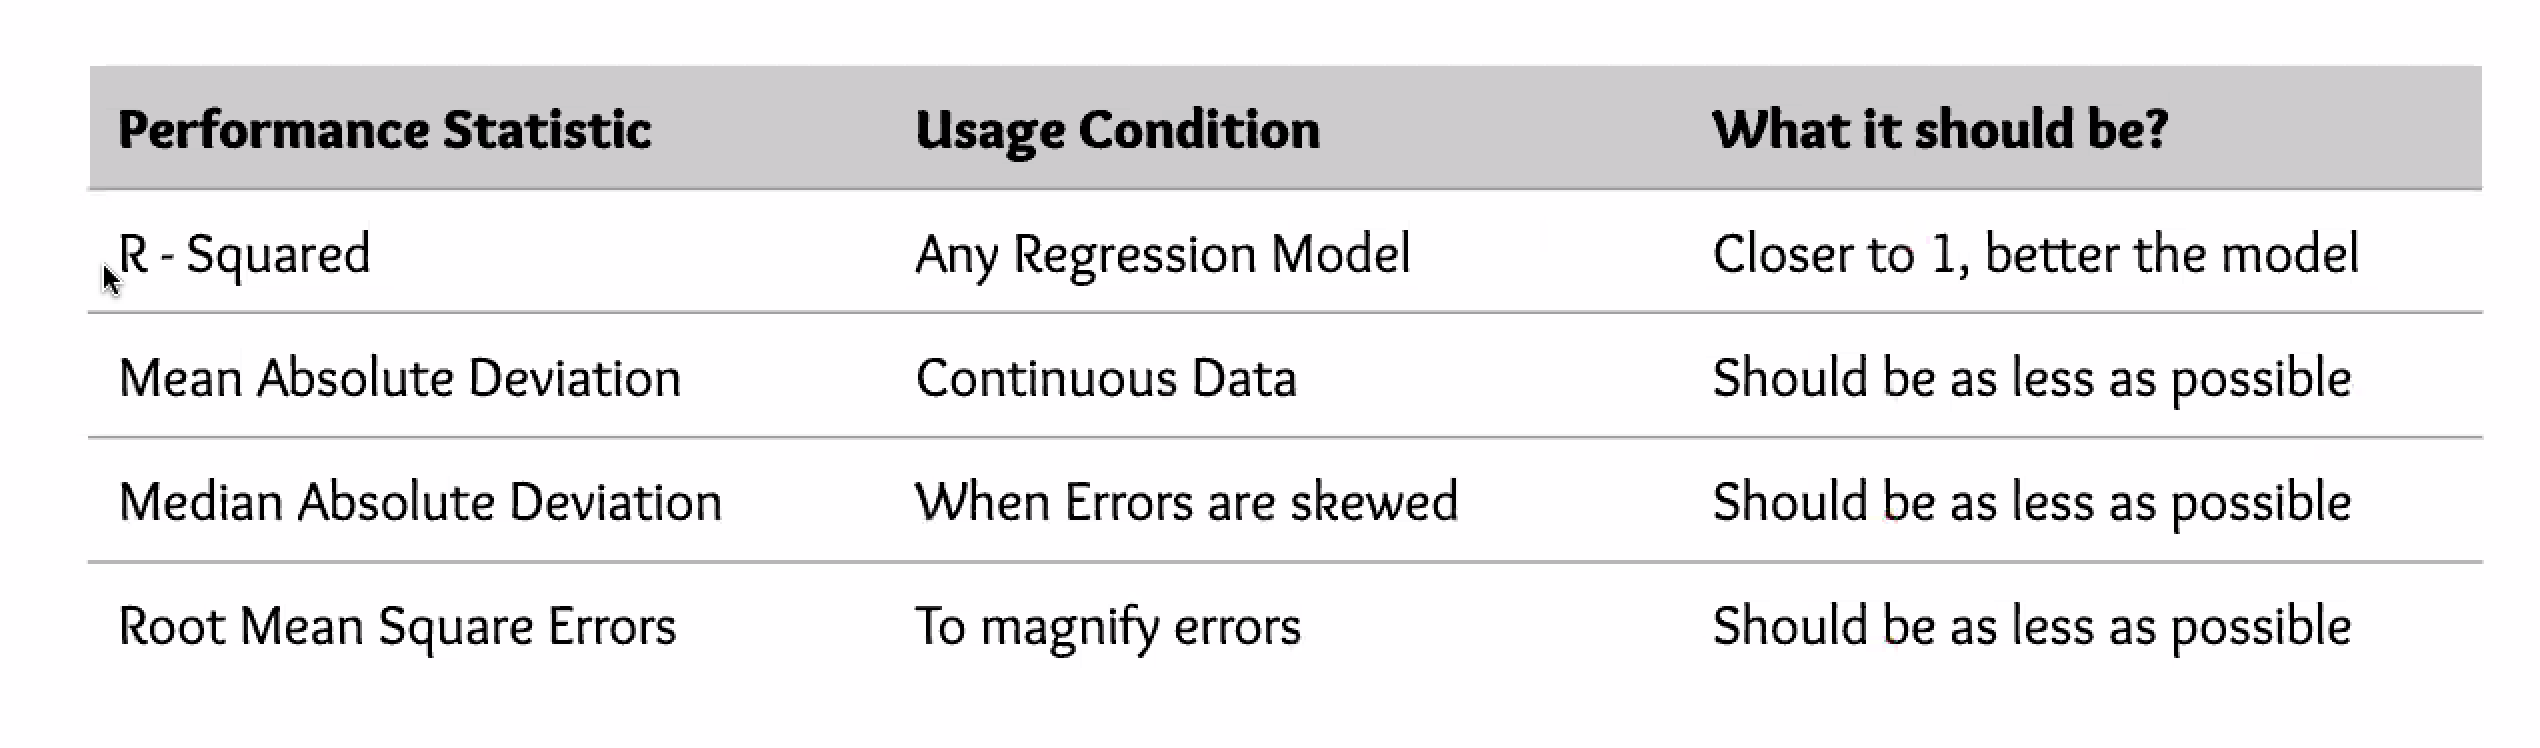 Performance Statistic Usage Condition What it should be?
R - Squared Any Regression Model Closer to 1, better the model
Mean Absolute Deviation Continuous Data Should be as less as possible
Median Absolute Deviation When Errors are skewed Should be as less as possible
Root Mean Square Errors To magnify errors Should be as less as possible